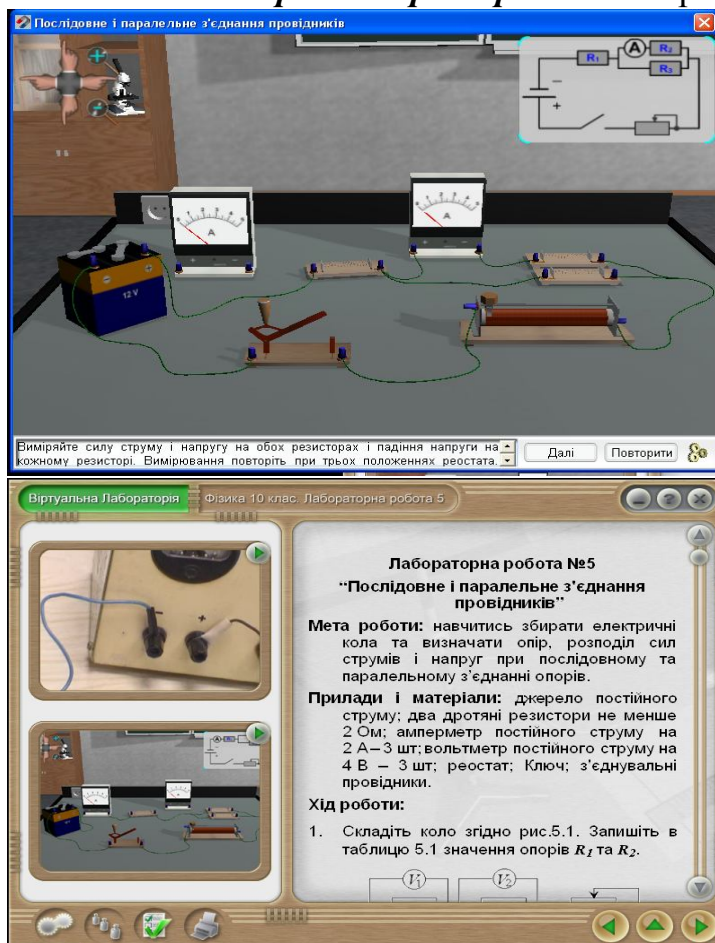 Послідовне і паралельне з'єднання провідників
R₁
A
R₂
R₃
−
+
A
A
12 V
Виміряйте силу струму і напругу на обох резисторах і падіння напруги на
кожному резисторі. Вимірювання повторіть при трьох положеннях реостата.
Далі
Повторити
Віртуальна Лабораторія
Фізика 10 клас. Лабораторна робота 5
Лабораторна робота №5
“Послідовне і паралельне з’єднання
провідників”
Мета роботи: навчитись збирати електричні
кола та визначати опір, розподіл сил
струмів і напруг при послідовному та
паралельному з’єднанні опорів.
Прилади і матеріали: джерело постійного
струму; два дротяні резистори не менше
2 Ом; амперметр постійного струму на
2 А– 3 шт; вольтметр постійного струму на
4 В – 3 шт; реостат; Ключ; з’єднувальні
провідники.
Хід роботи:
1. Складіть коло згідно рис.5.1. Запишіть в
таблицю 5.1 значення опорів R₁ та R₂.
V₁
V₂